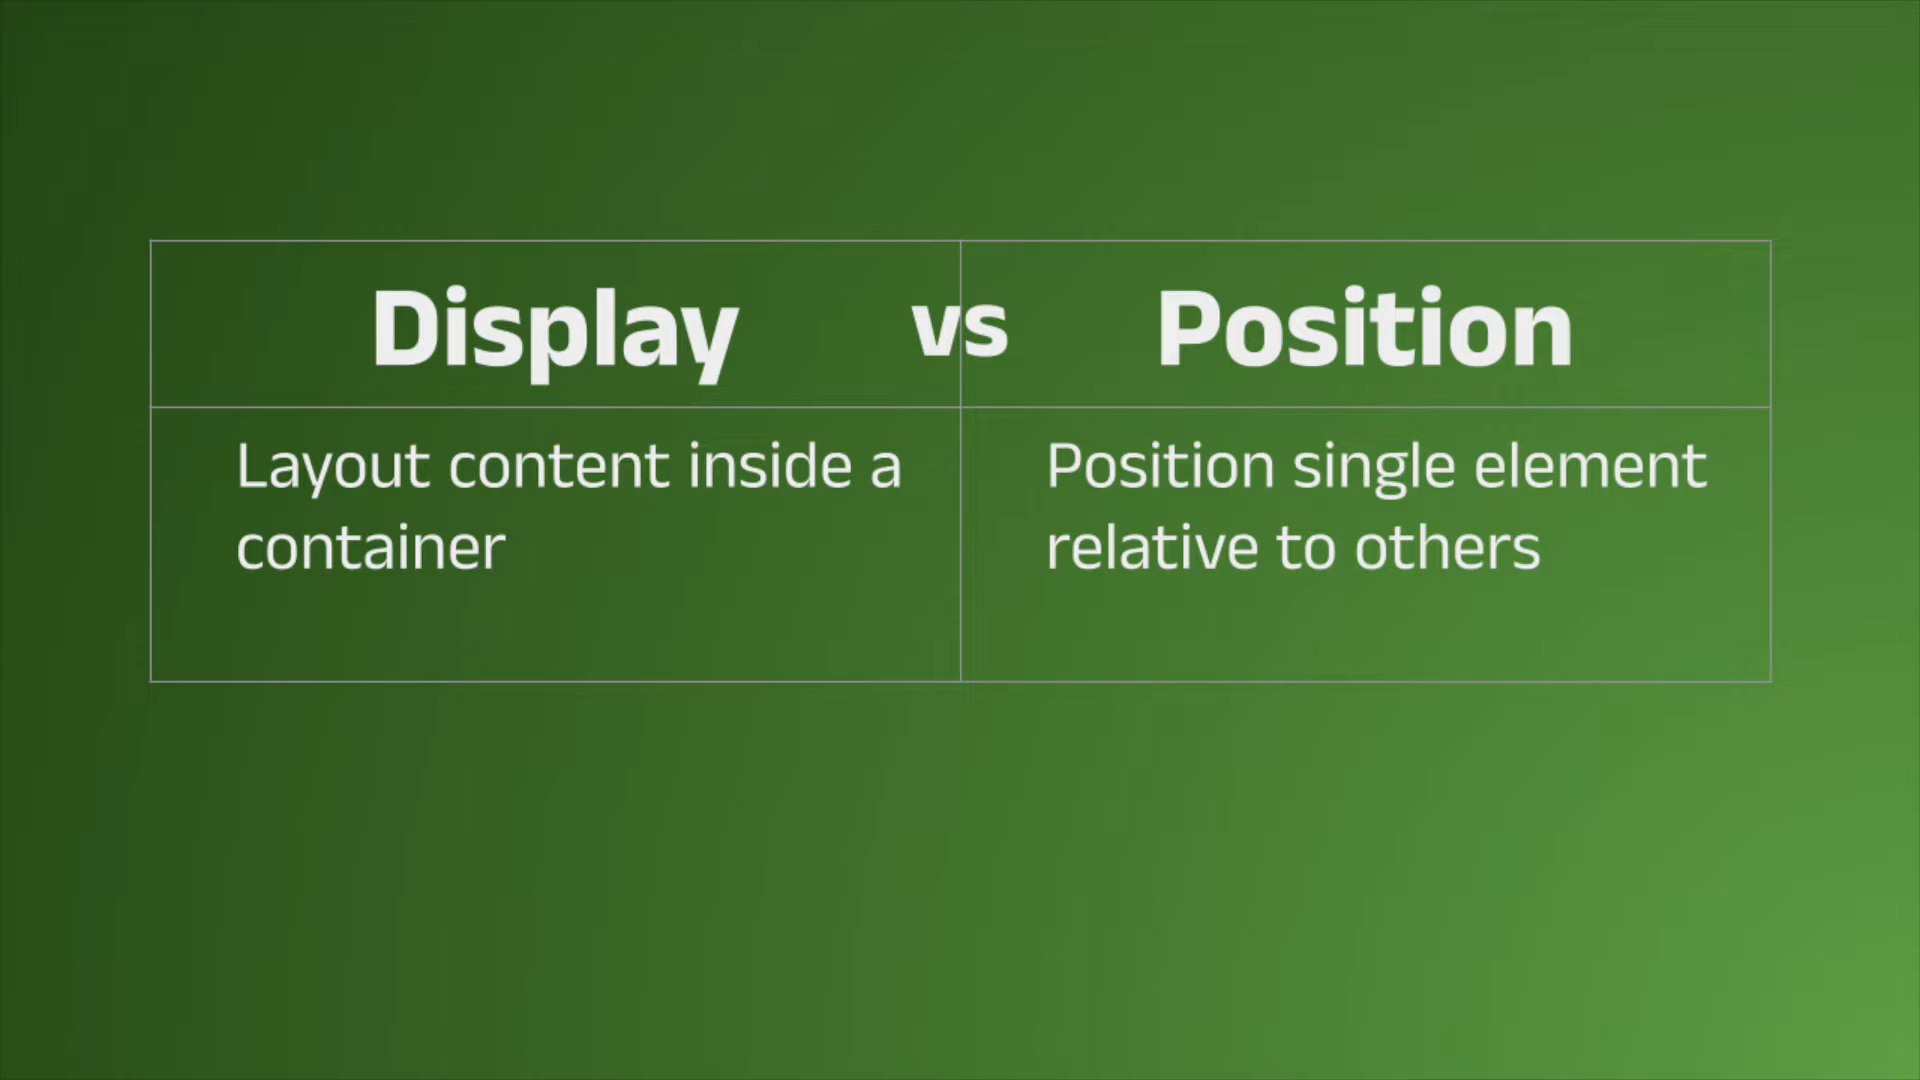 Display vs Position
Layout content inside a
container
Position single element
relative to others